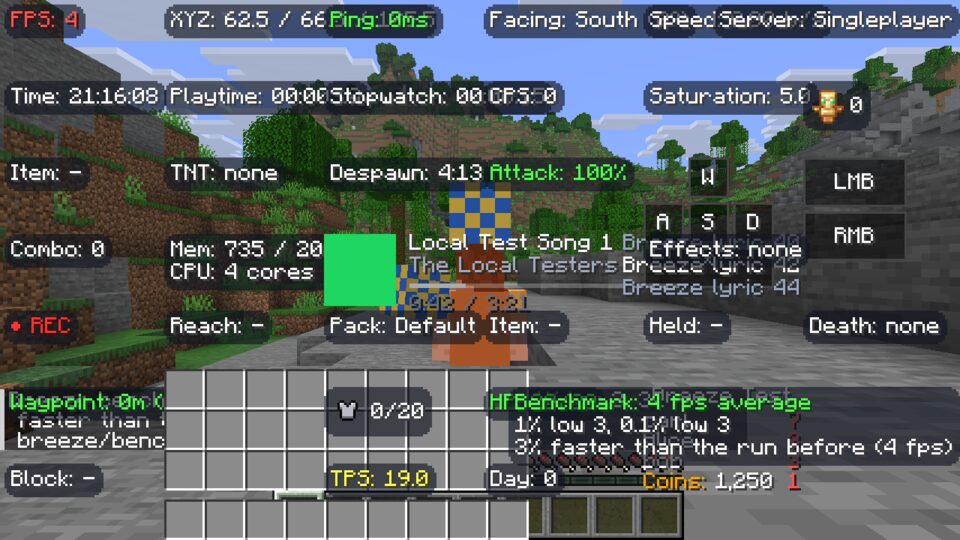 FPS: 4
XYZ: 62.5 / 66
Ping: 0ms
Facing: South
Speed
Server: Singleplayer
Time: 21:16:08
Playtime: 00:00
Stopwatch: 00:
CPS: 0
Saturation: 5.0
0
Item: -
TNT: none
Despawn: 4:13
Attack: 100%
W
LMB
A S D
RMB
Combo: 0
Mem: 735 / 20
CPU: 4 cores
Local Test Song 1
The Local Testers
0:42 / 3:21
Effects: none
Breeze lyric 42
Breeze lyric 44
REC
Reach: -
Pack: Default
Item: -
Held: -
Death: none
Waypoint: 0m
faster than
breeze/benc
0/20
Benchmark: 4 fps average
1% low 3, 0.1% low 3
3% faster than the run before (4 fps)
Block: -
TPS: 19.0
Day: 0
Coins: 1,250
1